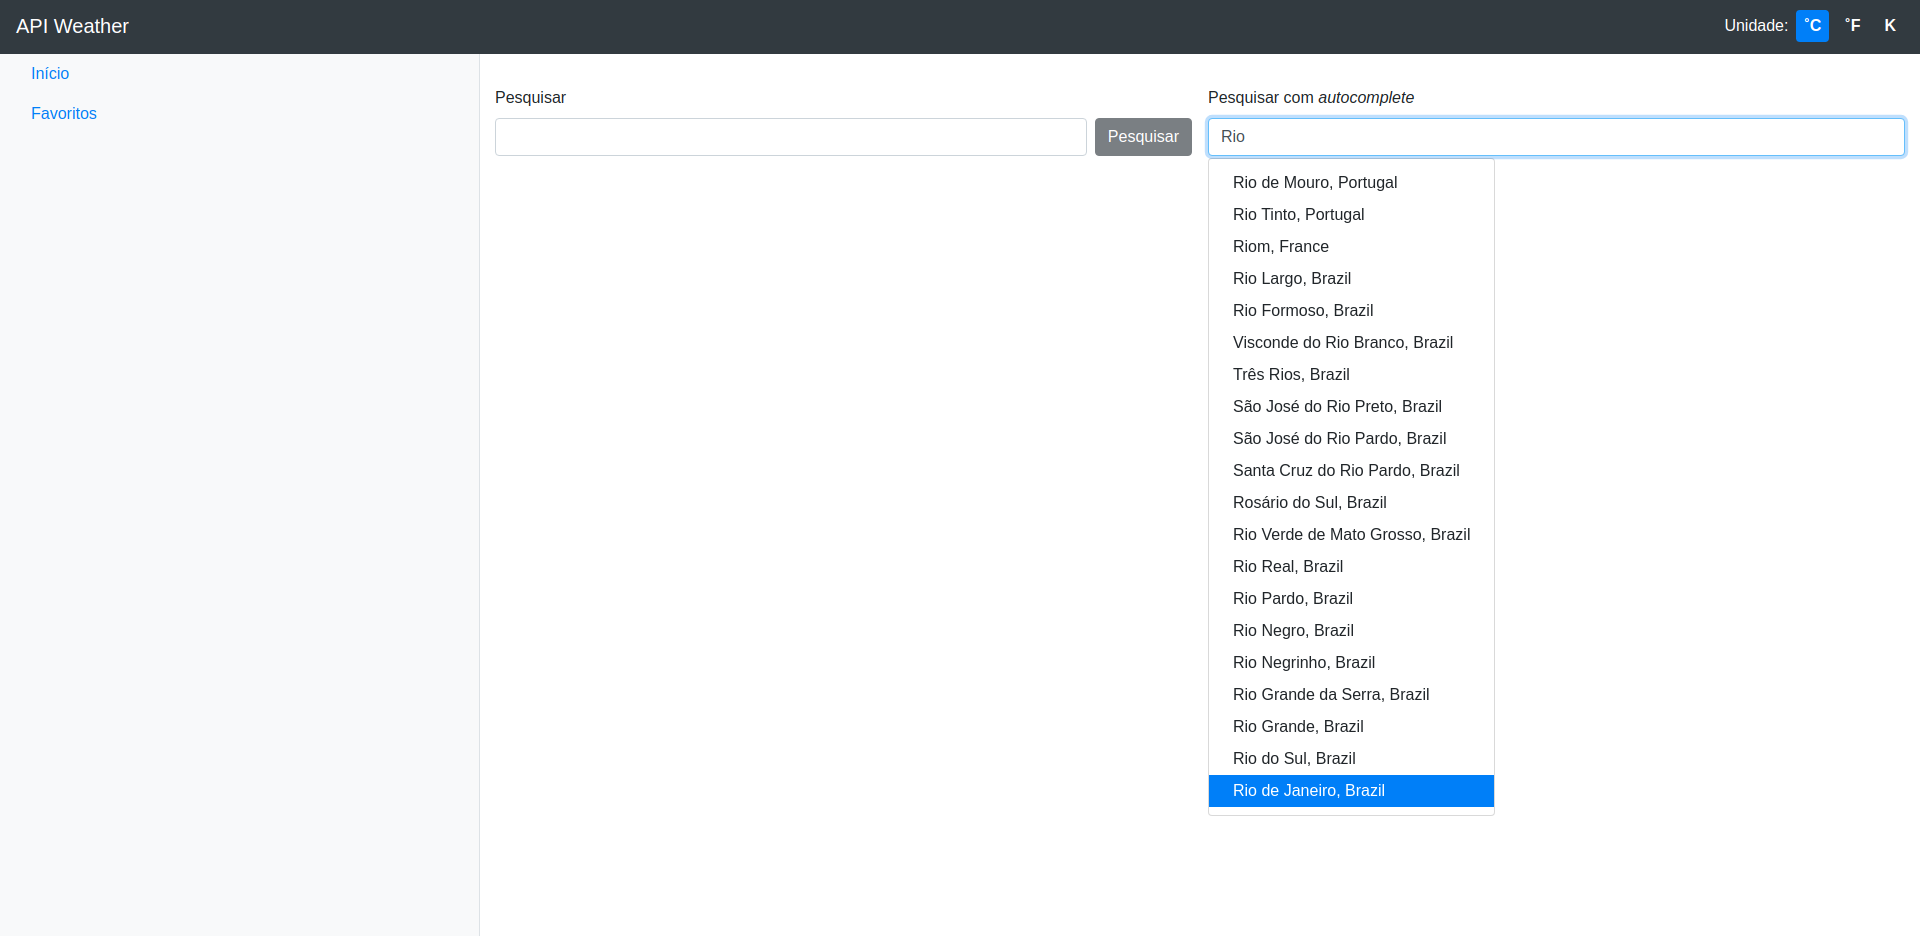 API Weather
Unidade: °C °F K
Início
Favoritos
Pesquisar
Pesquisar
Pesquisar com autocomplete
Rio
Rio de Mouro, Portugal
Rio Tinto, Portugal
Riom, France
Rio Largo, Brazil
Rio Formoso, Brazil
Visconde do Rio Branco, Brazil
Três Rios, Brazil
São José do Rio Preto, Brazil
São José do Rio Pardo, Brazil
Santa Cruz do Rio Pardo, Brazil
Rosário do Sul, Brazil
Rio Verde de Mato Grosso, Brazil
Rio Real, Brazil
Rio Pardo, Brazil
Rio Negro, Brazil
Rio Negrinho, Brazil
Rio Grande da Serra, Brazil
Rio Grande, Brazil
Rio do Sul, Brazil
Rio de Janeiro, Brazil